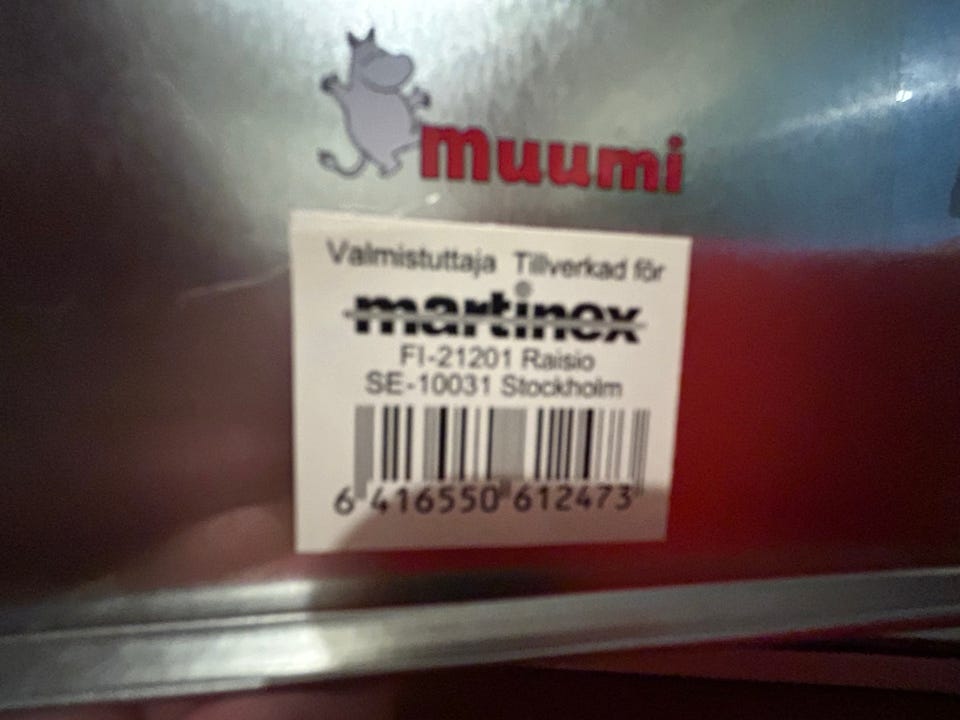 muumi
Valmistuttaja Tillverkad för
martinex
FI-21201 Raisio
SE-10031 Stockholm
6 416550 612473